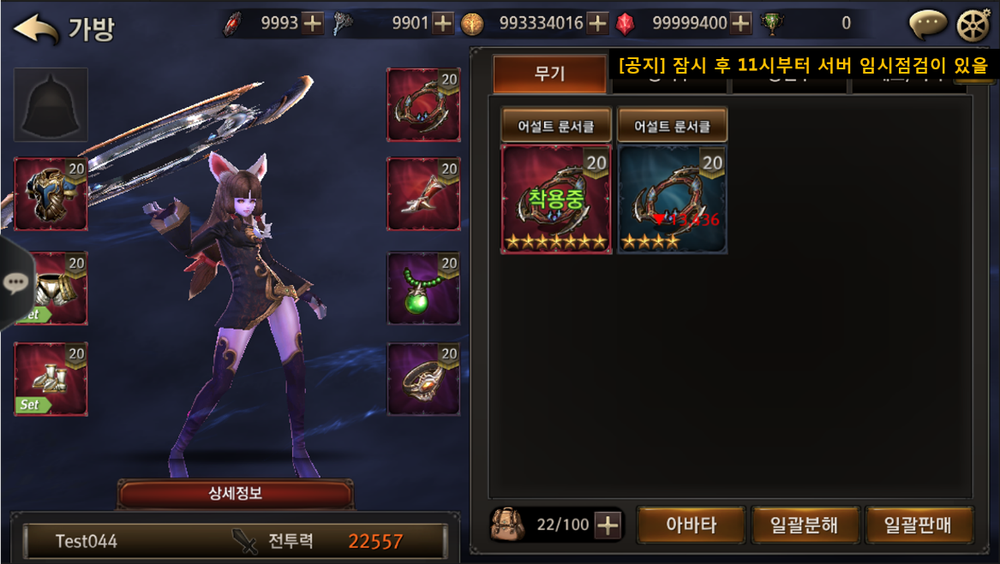 가방
9993
9901
993334016
99999400
0
무기
[공지] 잠시 후 11시부터 서버 임시점검이 있을
어설트 룬서클
어설트 룬서클
20
20
20
20
20
20
20
20
20
착용중
13,936
Set
Set
상세정보
Test044
전투력
22557
22/100
아바타
일괄분해
일괄판매